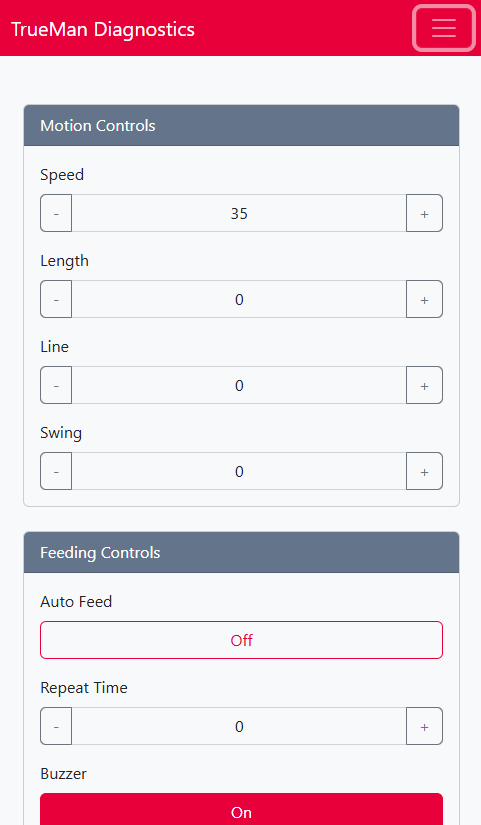 TrueMan Diagnostics
Motion Controls
Speed
- 35 +
Length
- 0 +
Line
- 0 +
Swing
- 0 +
Feeding Controls
Auto Feed
Off
Repeat Time
- 0 +
Buzzer
On